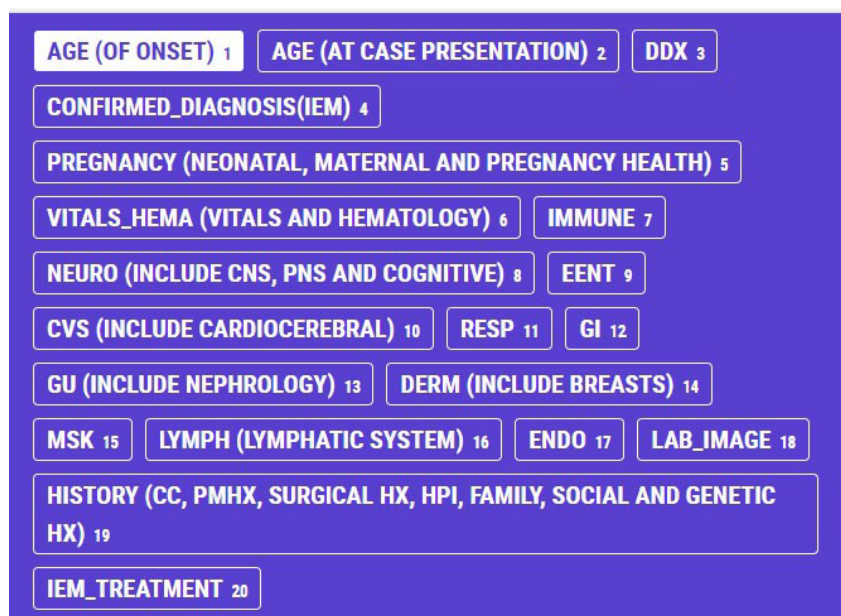 AGE (OF ONSET) 1 AGE (AT CASE PRESENTATION) 2 DDX 3
CONFIRMED_DIAGNOSIS(IEM) 4
PREGNANCY (NEONATAL, MATERNAL AND PREGNANCY HEALTH) 5
VITALS_HEMA (VITALS AND HEMATOLOGY) 6 IMMUNE 7
NEURO (INCLUDE CNS, PNS AND COGNITIVE) 8 EENT 9
CVS (INCLUDE CARDIOCEREBRAL) 10 RESP 11 GI 12
GU (INCLUDE NEPHROLOGY) 13 DERM (INCLUDE BREASTS) 14
MSK 15 LYMPH (LYMPHATIC SYSTEM) 16 ENDO 17 LAB_IMAGE 18
HISTORY (CC, PMHX, SURGICAL HX, HPI, FAMILY, SOCIAL AND GENETIC
HX) 19
IEM_TREATMENT 20